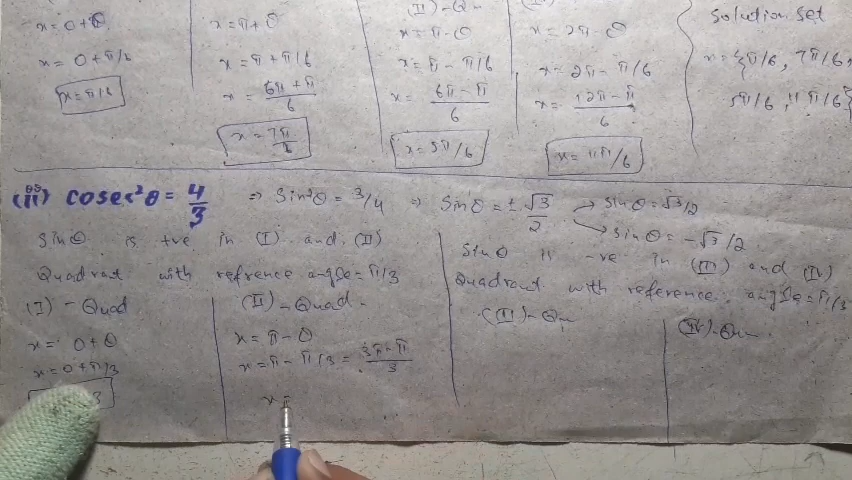 x = 0 + θ
x = 0 + π/6
x = π/6
x = π + θ
x = π + π/6
x = 6π + π / 6
x = 7π / 6
(II) - Qu
x = π - θ
x = π - π/6
x = 6π - π / 6
x = 5π/6
x = 2π - θ
x = 2π - π/6
x = 12π - π / 6
x = 11π/6
Solution set
x = {π/6, 7π/6,
5π/6, 11π/6}
(iii) cosec²θ = 4/3 ⇒ Sin²θ = 3/4 ⇒ Sinθ = ± √3/2 → Sinθ = √3/2
→ Sinθ = -√3/2
Sinθ is +ve in (I) and (II)
Quadrant with refrence angle = π/3
(I) - Quad
x = 0 + θ
x = 0 + π/3
3
(II) - Quad -
x = π - θ
x = π - π/3 = 3π - π / 3
x =
Sinθ is -ve in (III) and (IV)
Quadrant with reference angle = π/3
(III) - Qu
(IV) - Qu